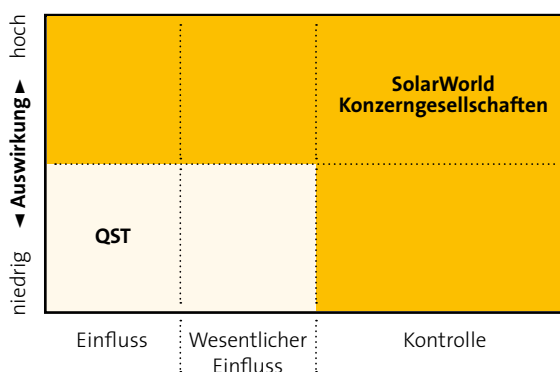 hoch
◄ Auswirkung ►
niedrig
SolarWorld
Konzerngesellschaften
QST
Einfluss
Wesentlicher
Einfluss
Kontrolle